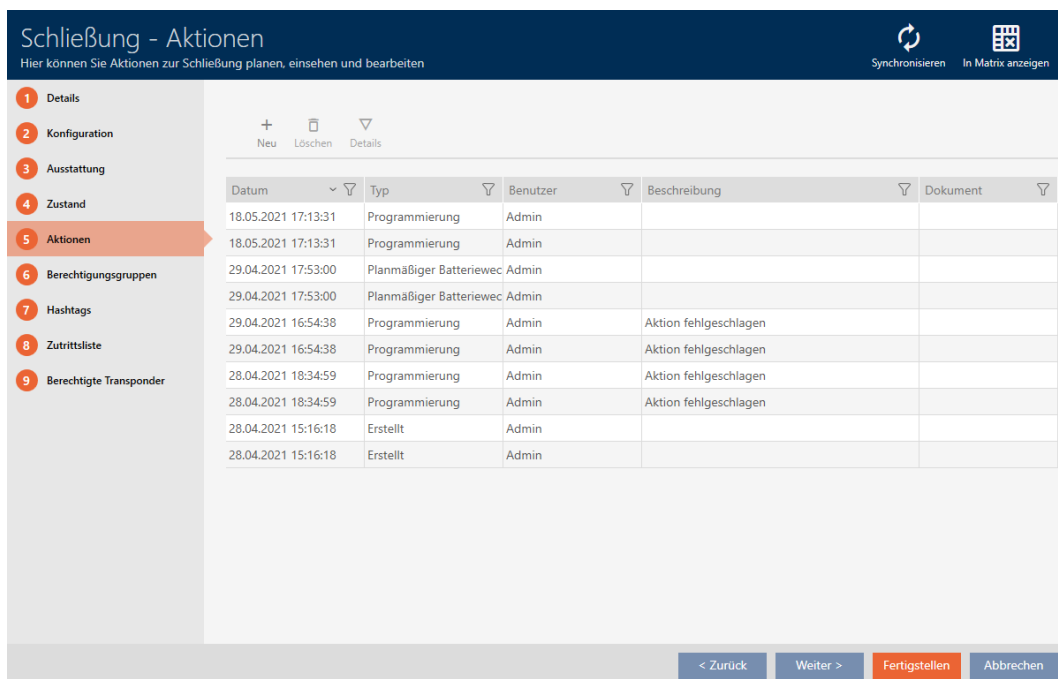 Schließung - Aktionen
Hier können Sie Aktionen zur Schließung planen, einsehen und bearbeiten
Synchronisieren
In Matrix anzeigen
1 Details
2 Konfiguration
3 Ausstattung
4 Zustand
5 Aktionen
6 Berechtigungsgruppen
7 Hashtags
8 Zutrittsliste
9 Berechtigte Transponder
Neu Löschen Details
Datum Typ Benutzer Beschreibung Dokument
18.05.2021 17:13:31 Programmierung Admin
18.05.2021 17:13:31 Programmierung Admin
29.04.2021 17:53:00 Planmäßiger Batteriewec Admin
29.04.2021 17:53:00 Planmäßiger Batteriewec Admin
29.04.2021 16:54:38 Programmierung Admin Aktion fehlgeschlagen
29.04.2021 16:54:38 Programmierung Admin Aktion fehlgeschlagen
28.04.2021 18:34:59 Programmierung Admin Aktion fehlgeschlagen
28.04.2021 18:34:59 Programmierung Admin Aktion fehlgeschlagen
28.04.2021 15:16:18 Erstellt Admin
28.04.2021 15:16:18 Erstellt Admin
< Zurück Weiter > Fertigstellen Abbrechen